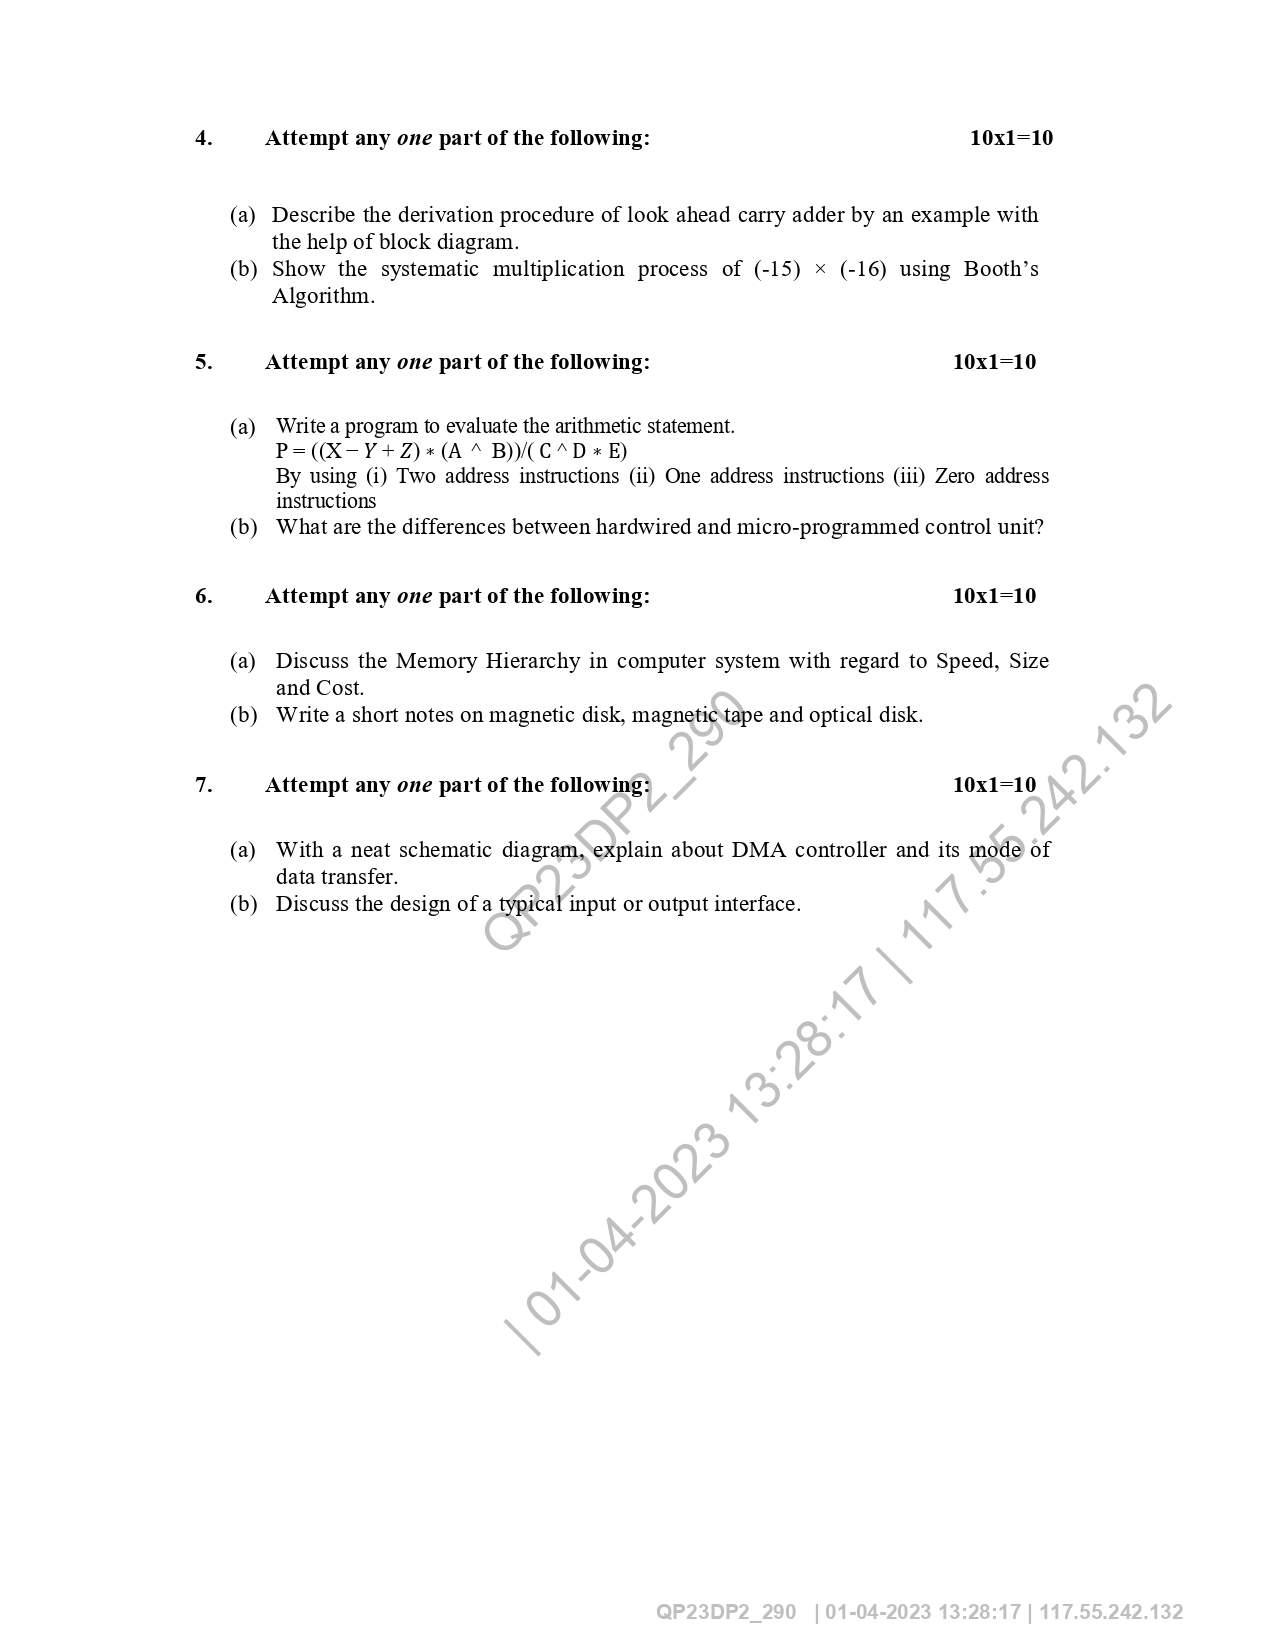 4. Attempt any one part of the following: 10x1=10
(a) Describe the derivation procedure of look ahead carry adder by an example with
the help of block diagram.
(b) Show the systematic multiplication process of (-15) × (-16) using Booth’s
Algorithm.
5. Attempt any one part of the following: 10x1=10
(a) Write a program to evaluate the arithmetic statement.
P = ((X − Y + Z) ∗ (A ^ B))/( C ^ D ∗ E)
By using (i) Two address instructions (ii) One address instructions (iii) Zero address
instructions
(b) What are the differences between hardwired and micro-programmed control unit?
6. Attempt any one part of the following: 10x1=10
(a) Discuss the Memory Hierarchy in computer system with regard to Speed, Size
and Cost.
(b) Write a short notes on magnetic disk, magnetic tape and optical disk.
7. Attempt any one part of the following: 10x1=10
(a) With a neat schematic diagram, explain about DMA controller and its mode of
data transfer.
(b) Discuss the design of a typical input or output interface.
QP23DP2_290
| 01-04-2023 13:28:17 | 117.55.242.132
QP23DP2_290 | 01-04-2023 13:28:17 | 117.55.242.132